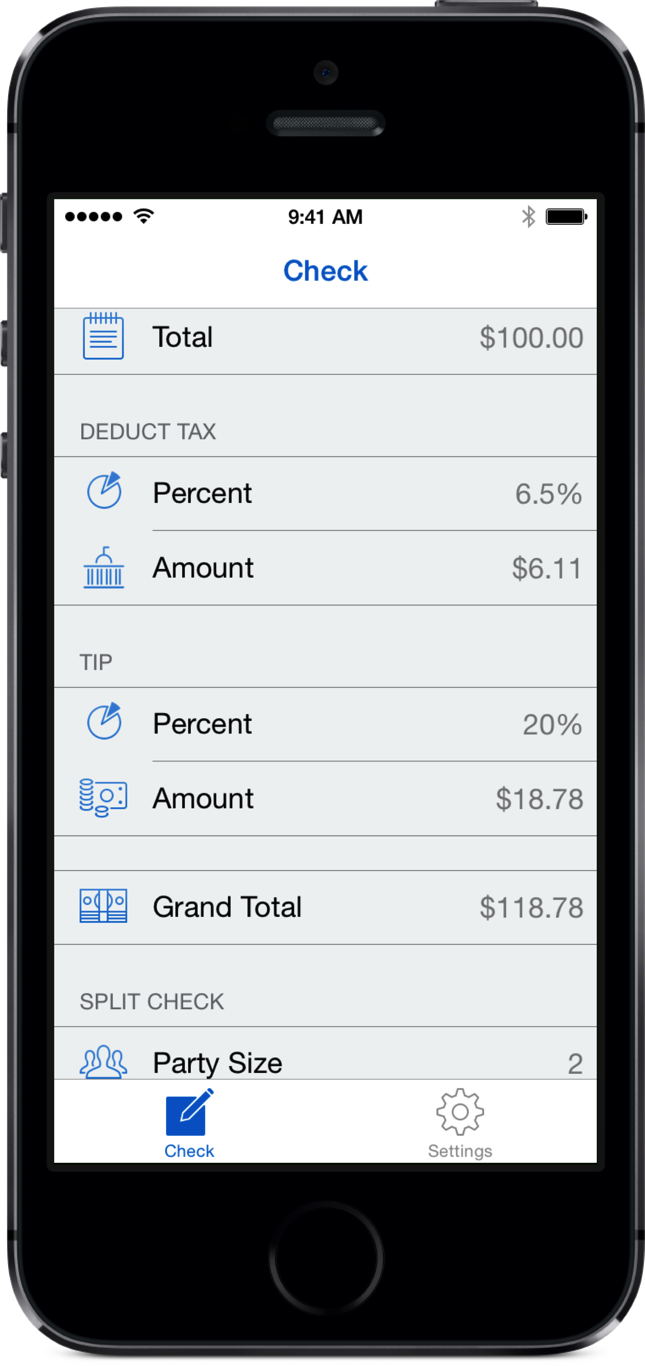 9:41 AM
Check
Total $100.00
DEDUCT TAX
Percent 6.5%
Amount $6.11
TIP
Percent 20%
Amount $18.78
Grand Total $118.78
SPLIT CHECK
Party Size 2
Check Settings